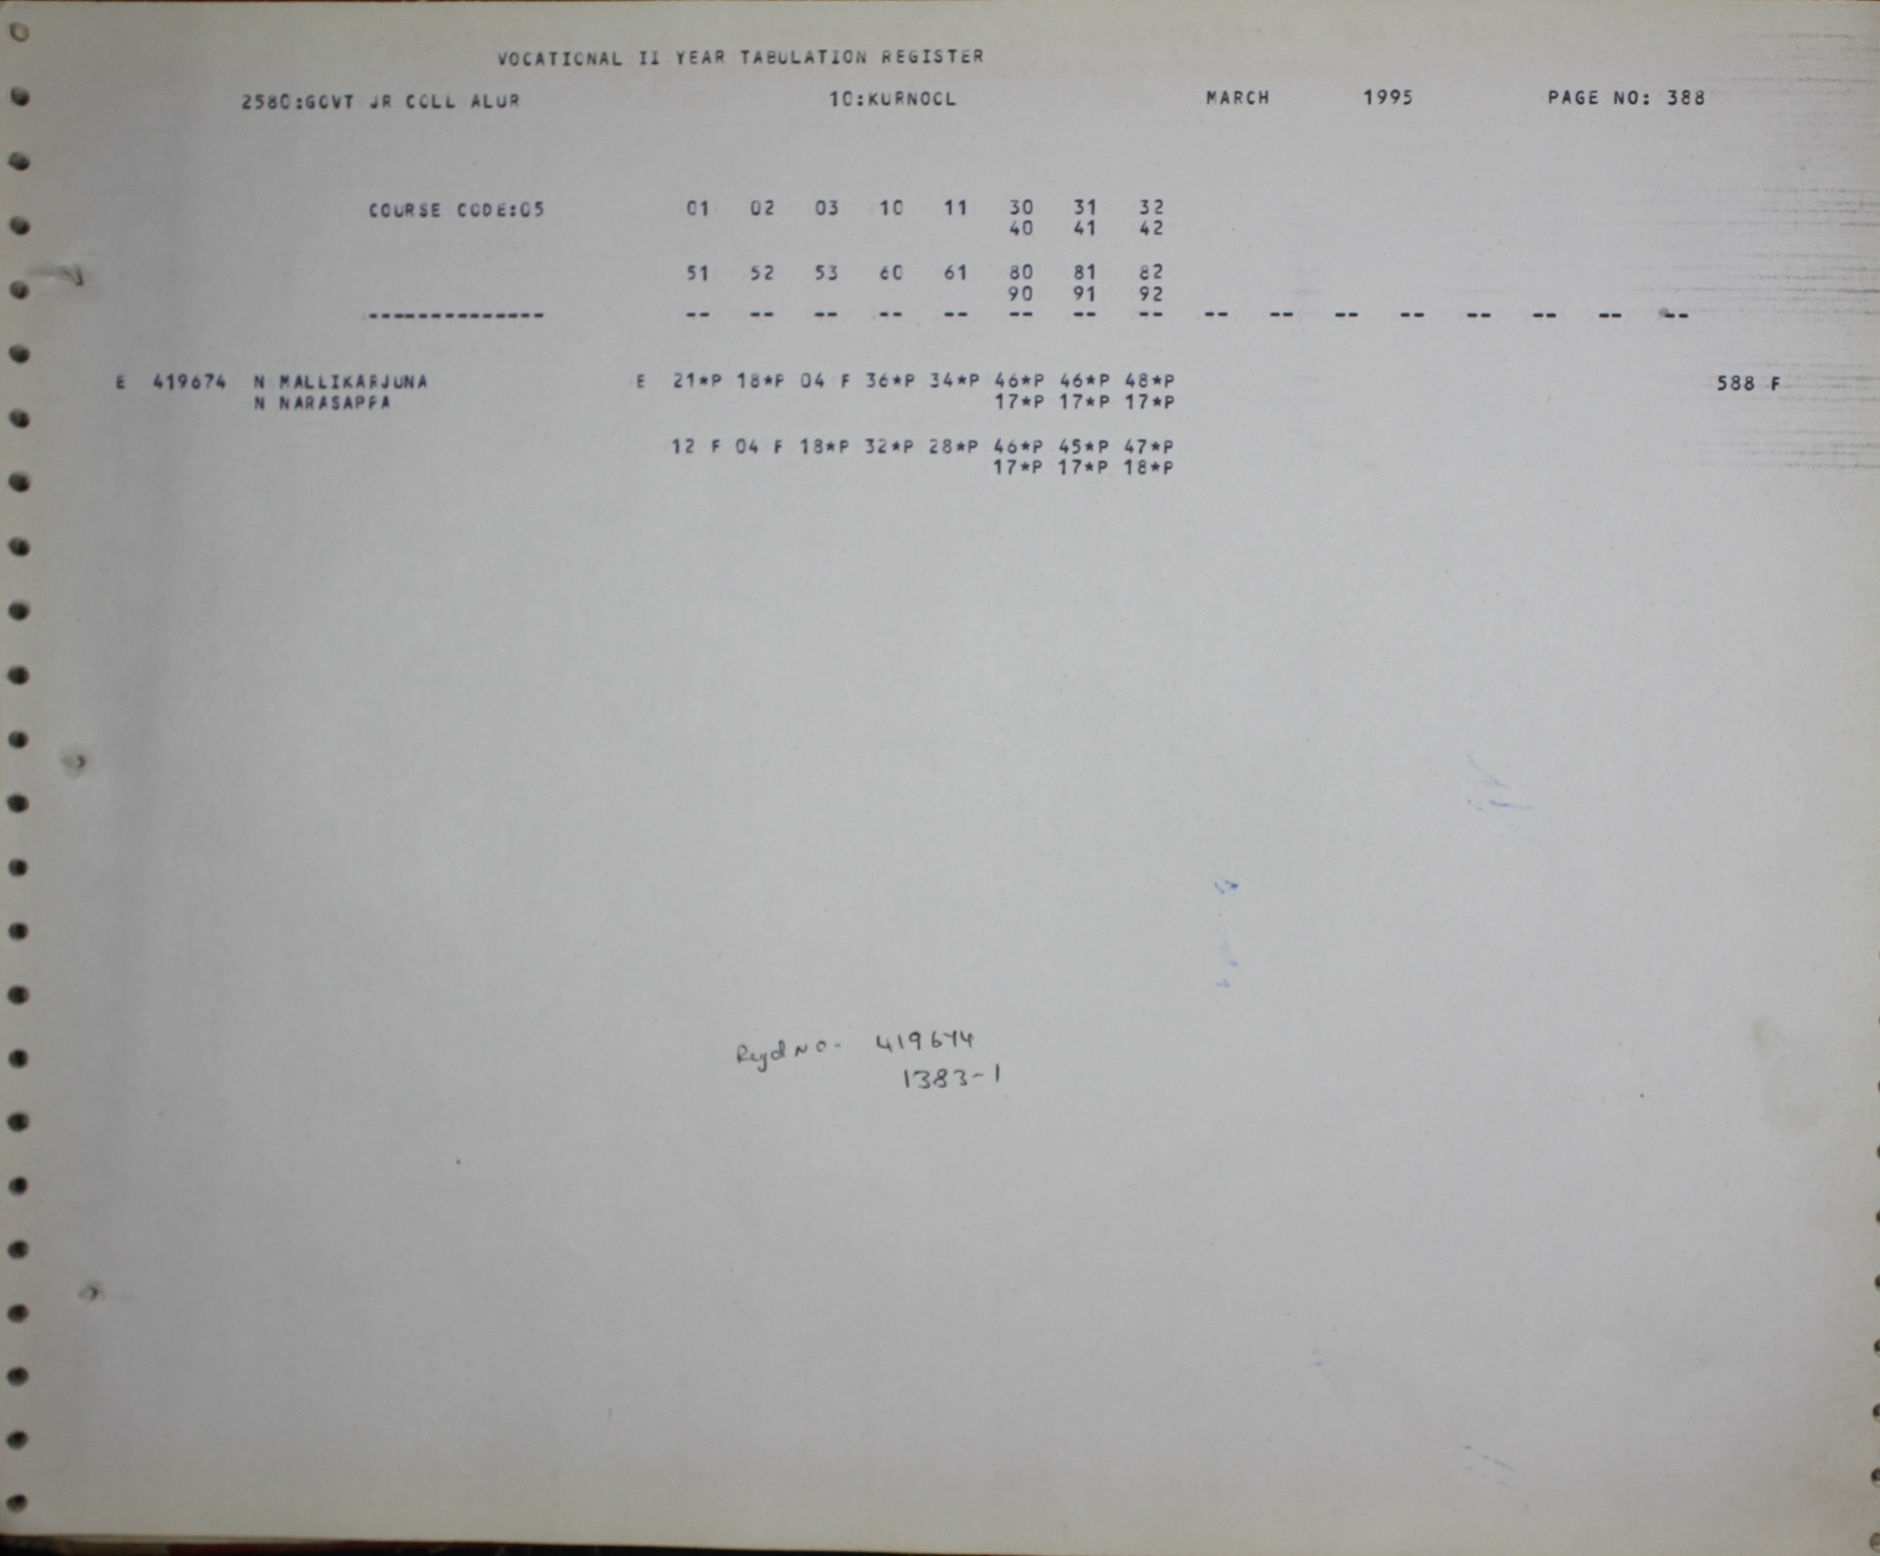 VOCATIONAL II YEAR TABULATION REGISTER
2580:GOVT JR COLL ALUR 10:KURNOOL MARCH 1995 PAGE NO: 388
COURSE CODE:05 01 02 03 10 11 30 31 32
40 41 42
51 52 53 60 61 80 81 82
90 91 92
-------------- -- -- -- -- -- -- -- -- -- -- -- -- -- -- -- --
E 419674 N MALLIKARJUNA E 21*P 18*P 04 F 36*P 34*P 46*P 46*P 48*P 588 F
N NARASAPPA 17*P 17*P 17*P
12 F 04 F 18*P 32*P 28*P 46*P 45*P 47*P
17*P 17*P 18*P
Regd NO- 419674
1383-1